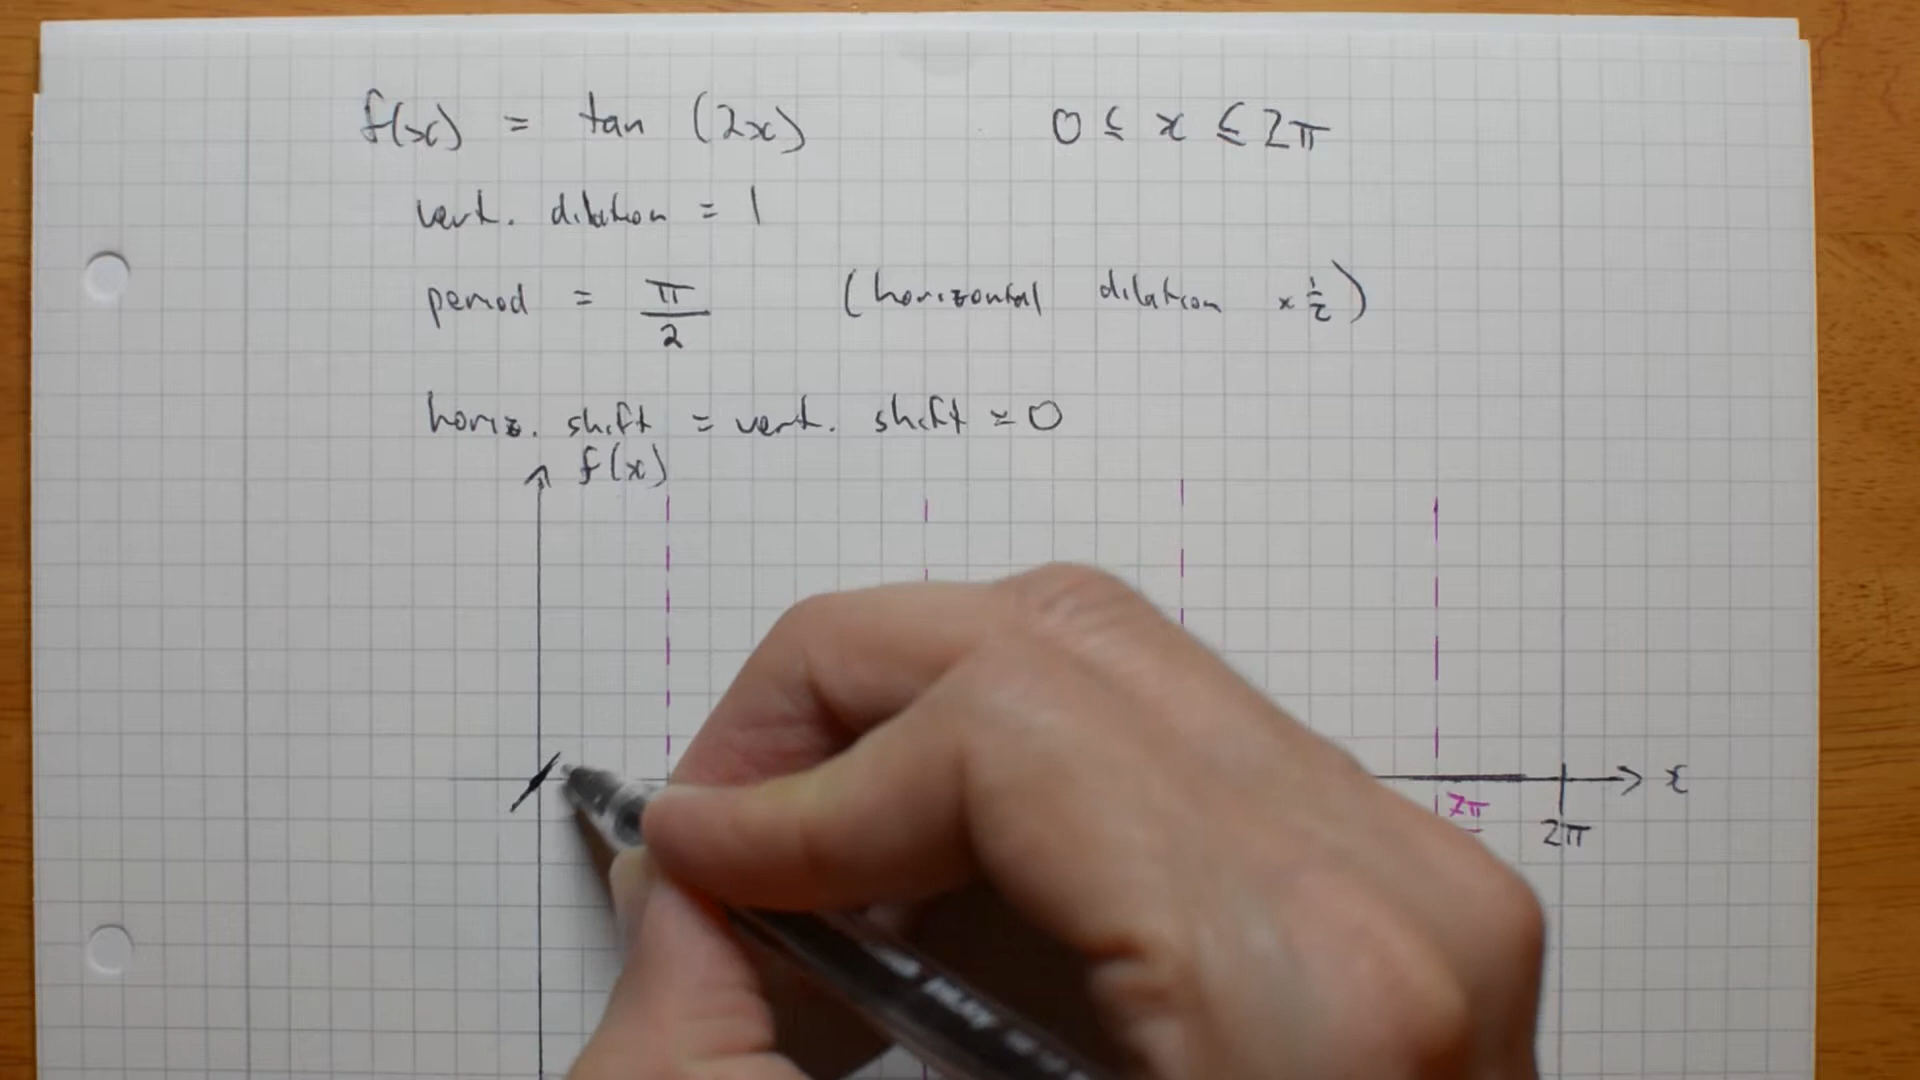 f(x) = tan (2x) 0 ≤ x ≤ 2π
vert. dilation = 1
period = π/2 (horizontal dilation × 1/2)
horiz. shift = vert. shift = 0
f(x)
x
7π
2π